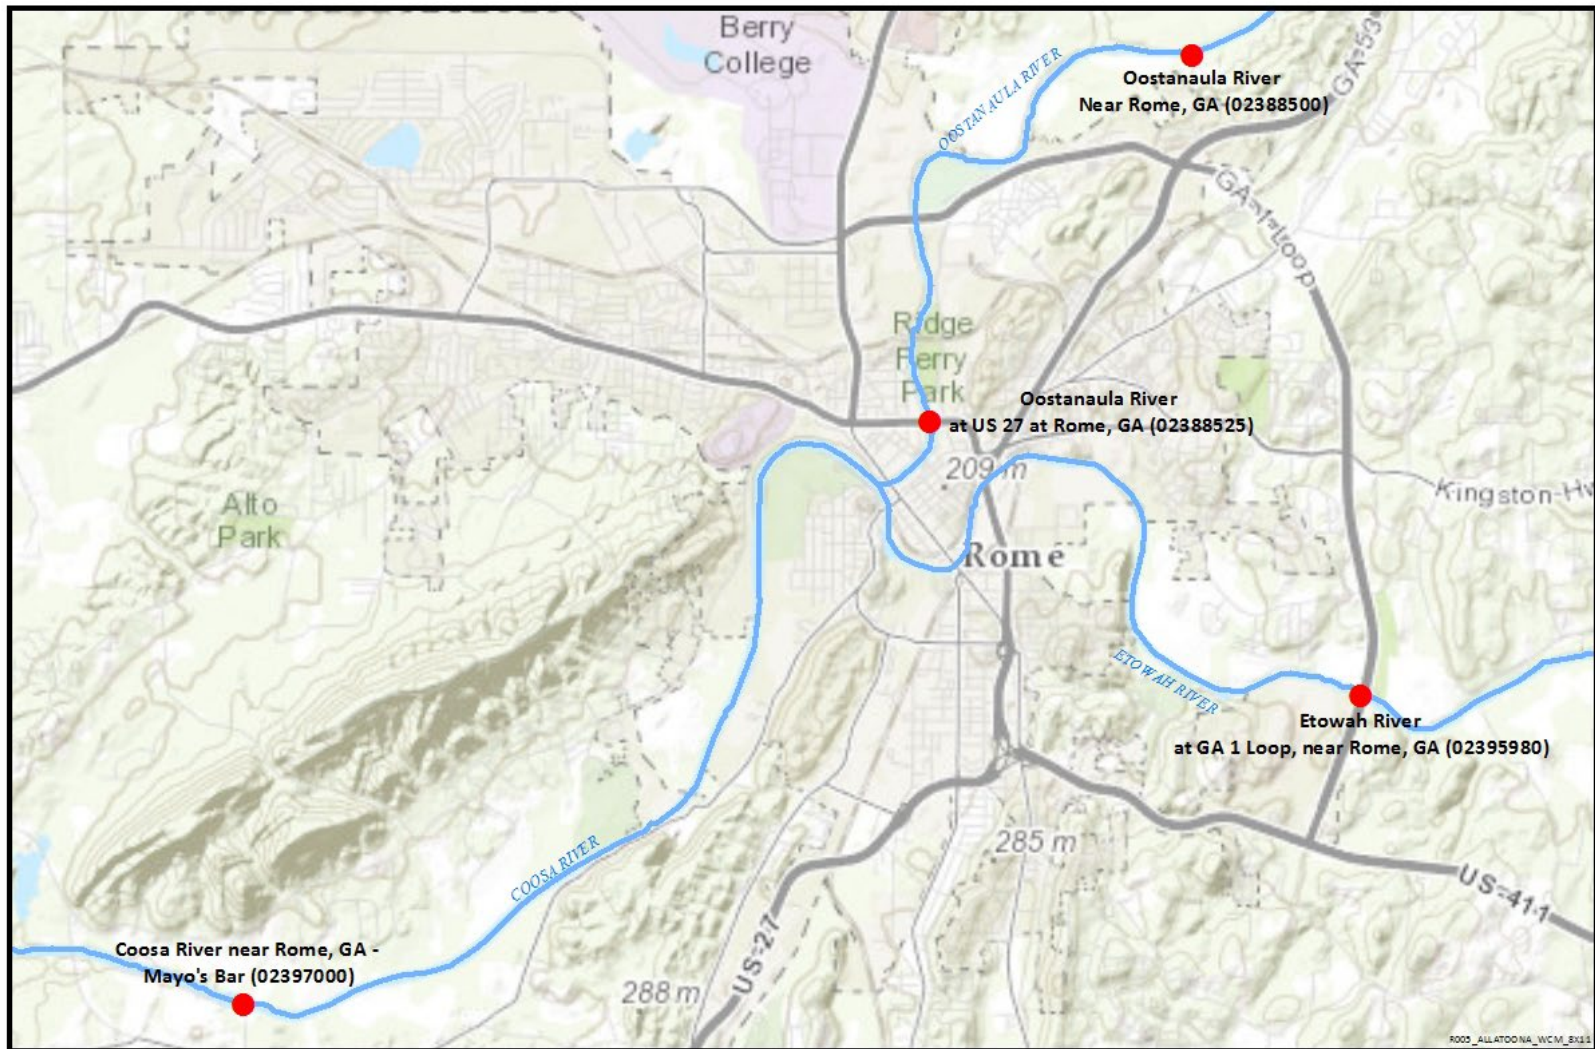 Berry
College
OOSTANAULA RIVER
Oostanaula River
Near Rome, GA (02388500)
GA-53
GA-1-Loop
Ridge
Ferry
Park
Oostanaula River
at US 27 at Rome, GA (02388525)
209 m
Kingston-Hw
Alto
Park
Rome
ETOWAH RIVER
Etowah River
at GA 1 Loop, near Rome, GA (02395980)
285 m
COOSA RIVER
US-411
US-27
Coosa River near Rome, GA -
Mayo's Bar (02397000)
288 m
R005_ALLATOONA_WCM_8X11